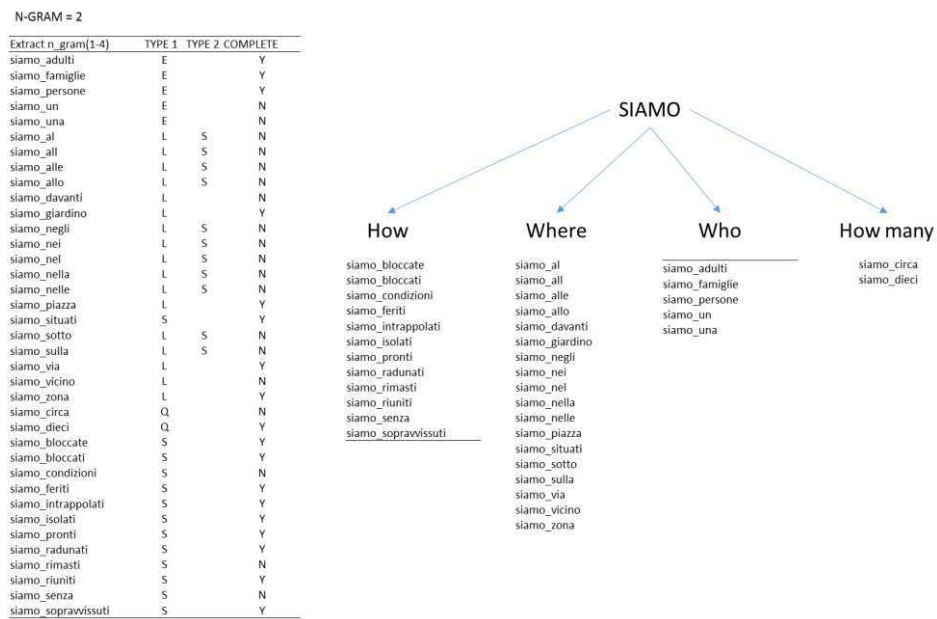 N-GRAM = 2
Extract n_gram(1-4) TYPE 1 TYPE 2 COMPLETE
siamo_adulti E Y
siamo_famiglie E Y
siamo_persone E Y
siamo_un E N
siamo_una E N
siamo_al L S N
siamo_all L S N
siamo_alle L S N
siamo_allo L S N
siamo_davanti L N
siamo_giardino L Y
siamo_negli L S N
siamo_nei L S N
siamo_nel L S N
siamo_nella L S N
siamo_nelle L S N
siamo_piazza L Y
siamo_situati S Y
siamo_sotto L S N
siamo_sulla L S N
siamo_via L Y
siamo_vicino L N
siamo_zona L Y
siamo_circa Q N
siamo_dieci Q Y
siamo_bloccate S Y
siamo_bloccati S Y
siamo_condizioni S N
siamo_feriti S Y
siamo_intrappolati S Y
siamo_isolati S Y
siamo_pronti S Y
siamo_radunati S Y
siamo_rimasti S N
siamo_riuniti S Y
siamo_senza S N
siamo_sopravvissuti S Y
SIAMO
How
siamo_bloccate
siamo_bloccati
siamo_condizioni
siamo_feriti
siamo_intrappolati
siamo_isolati
siamo_pronti
siamo_radunati
siamo_rimasti
siamo_riuniti
siamo_senza
siamo_sopravvissuti
Where
siamo_al
siamo_all
siamo_alle
siamo_allo
siamo_davanti
siamo_giardino
siamo_negli
siamo_nei
siamo_nel
siamo_nella
siamo_nelle
siamo_piazza
siamo_situati
siamo_sotto
siamo_sulla
siamo_via
siamo_vicino
siamo_zona
Who
siamo_adulti
siamo_famiglie
siamo_persone
siamo_un
siamo_una
How many
siamo_circa
siamo_dieci